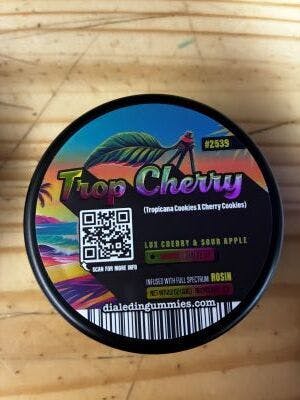 #2539
Trop Cherry
(Tropicana Cookies X Cherry Cookies)
LUX CHERRY & SOUR APPLE
SCAN FOR MORE INFO
INFUSED WITH FULL SPECTRUM ROSIN
dialedingummies.com